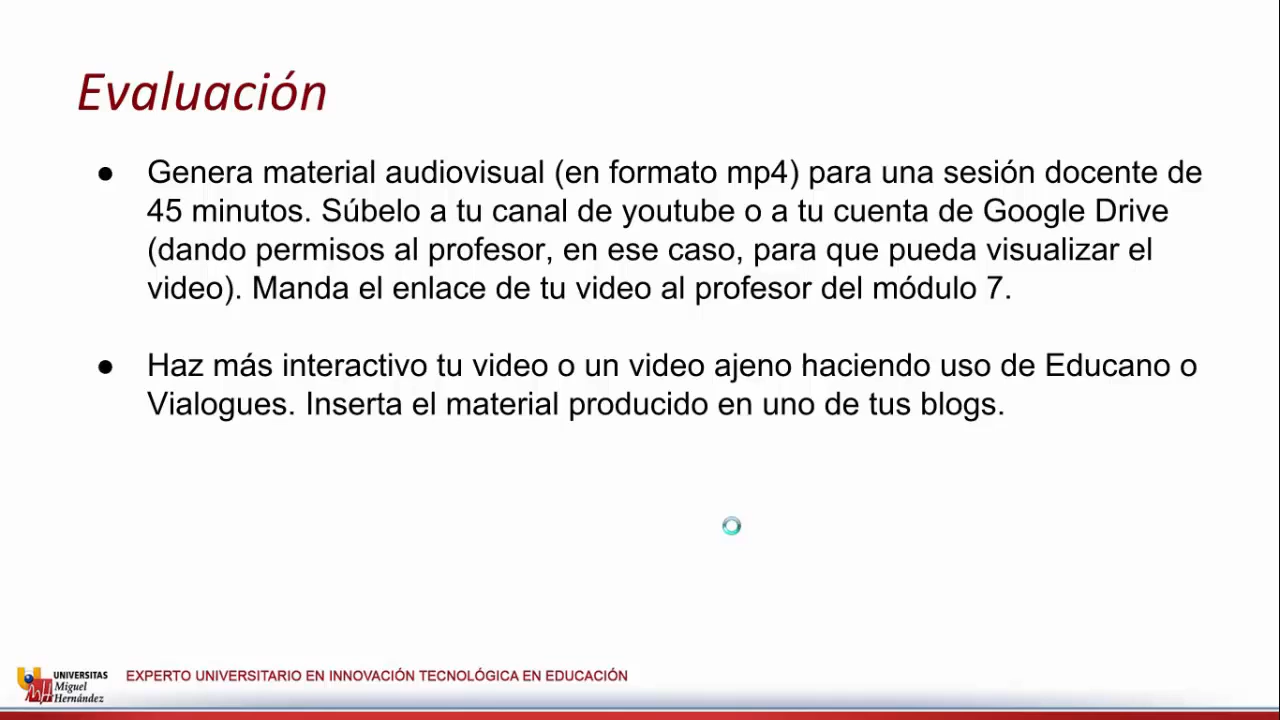 Evaluación
● Genera material audiovisual (en formato mp4) para una sesión docente de
45 minutos. Súbelo a tu canal de youtube o a tu cuenta de Google Drive
(dando permisos al profesor, en ese caso, para que pueda visualizar el
video). Manda el enlace de tu video al profesor del módulo 7.
● Haz más interactivo tu video o un video ajeno haciendo uso de Educano o
Vialogues. Inserta el material producido en uno de tus blogs.
UNIVERSITAS
Miguel
Hernández
EXPERTO UNIVERSITARIO EN INNOVACIÓN TECNOLÓGICA EN EDUCACIÓN